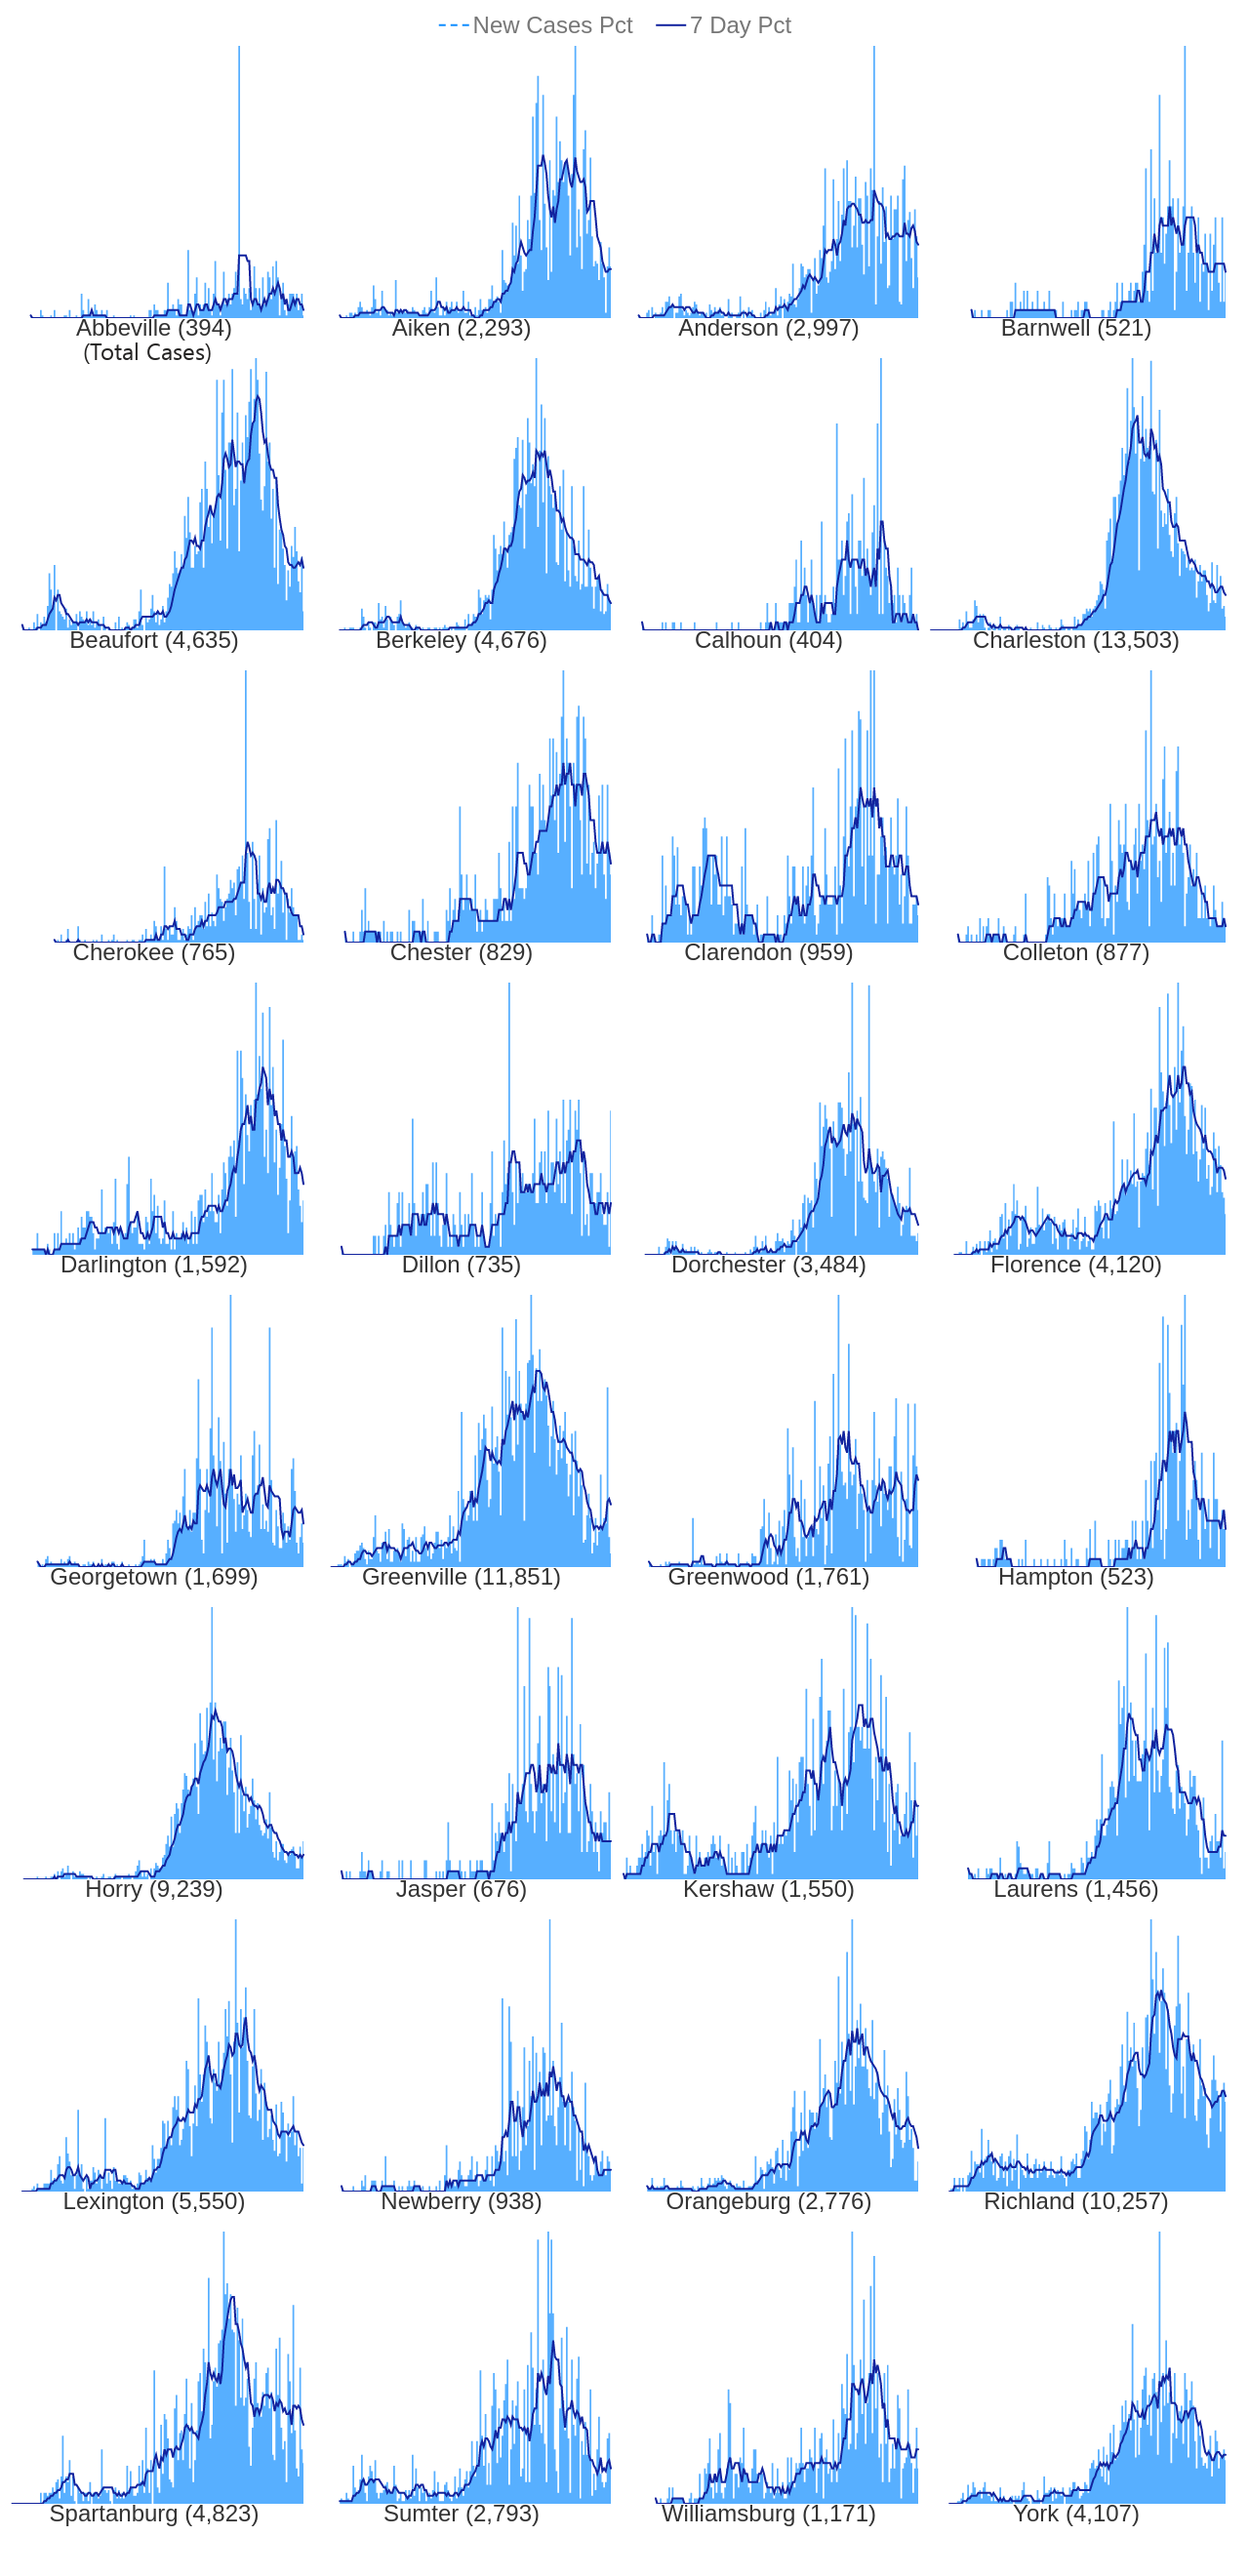 New Cases Pct 7 Day Pct
Abbeville (394) Aiken (2,293) Anderson (2,997) Barnwell (521)
(Total Cases)
Beaufort (4,635) Berkeley (4,676) Calhoun (404) Charleston (13,503)
Cherokee (765) Chester (829) Clarendon (959) Colleton (877)
Darlington (1,592) Dillon (735) Dorchester (3,484) Florence (4,120)
Georgetown (1,699) Greenville (11,851) Greenwood (1,761) Hampton (523)
Horry (9,239) Jasper (676) Kershaw (1,550) Laurens (1,456)
Lexington (5,550) Newberry (938) Orangeburg (2,776) Richland (10,257)
Spartanburg (4,823) Sumter (2,793) Williamsburg (1,171) York (4,107)